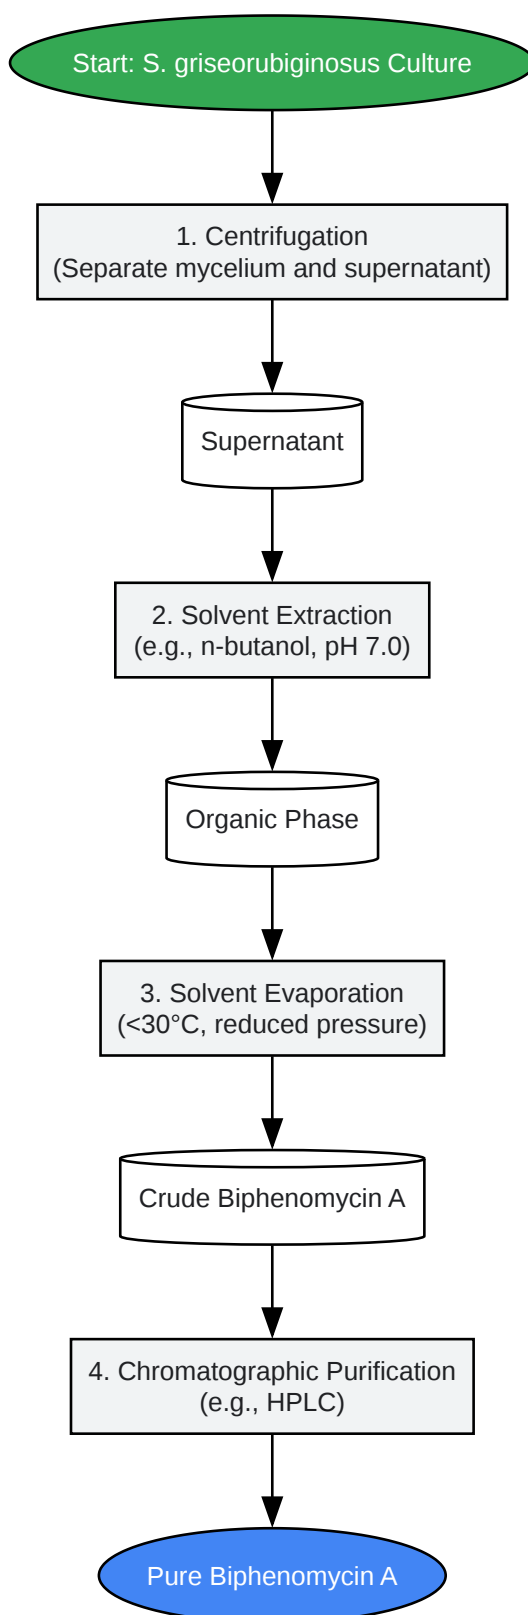 Start: S. griseorubiginosus Culture
1. Centrifugation
(Separate mycelium and supernatant)
Supernatant
2. Solvent Extraction
(e.g., n-butanol, pH 7.0)
Organic Phase
3. Solvent Evaporation
(<30°C, reduced pressure)
Crude Biphenomycin A
4. Chromatographic Purification
(e.g., HPLC)
Pure Biphenomycin A